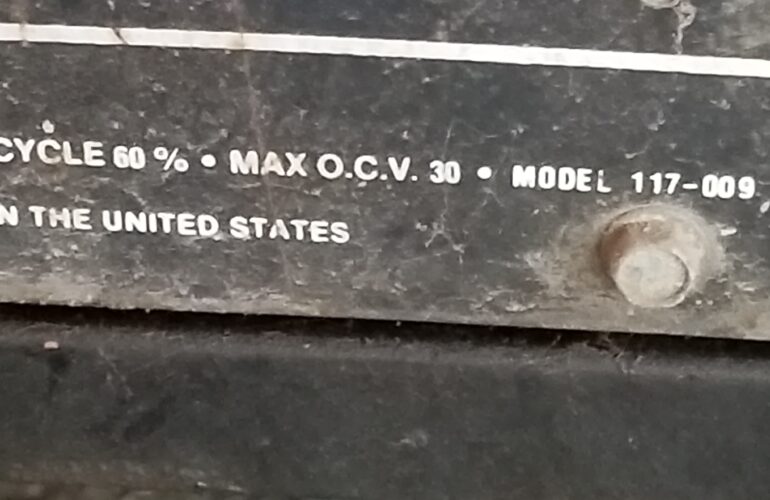 CYCLE 60 % • MAX O.C.V. 30 • MODEL 117-009
N THE UNITED STATES